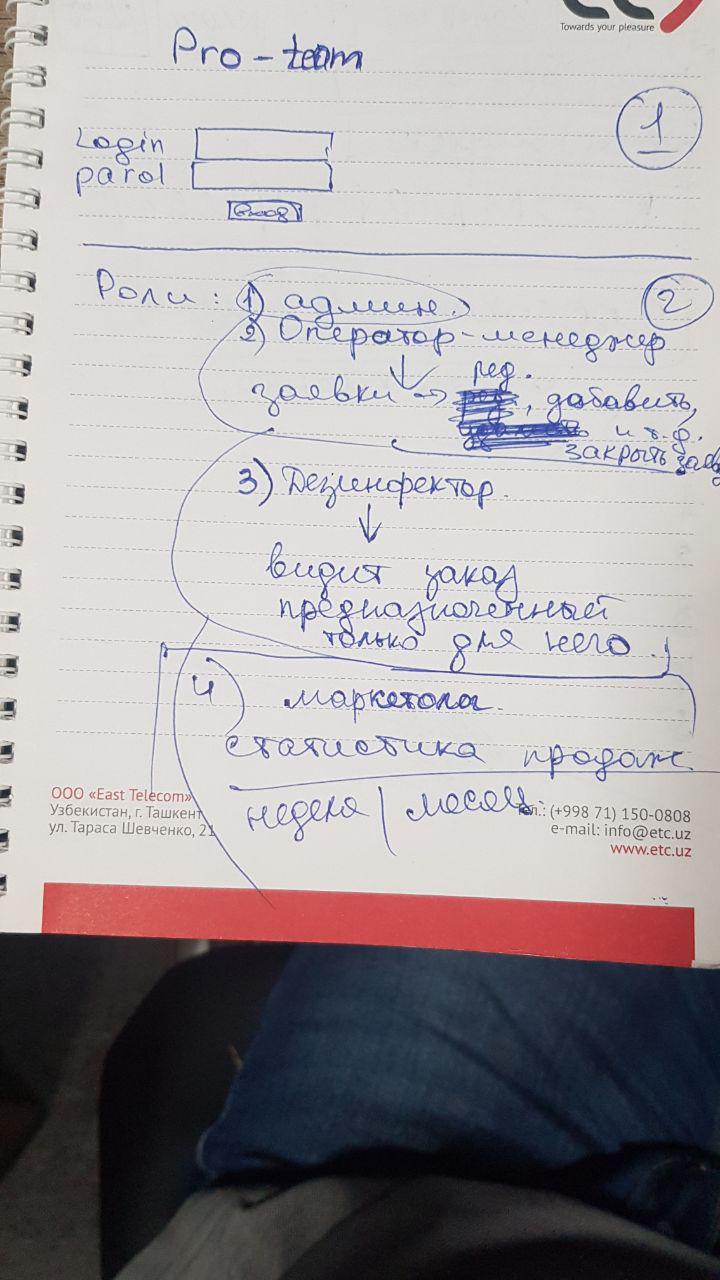 Towards your pleasure
Pro-team
1
Login
parol
вход
Роли: 1) админ.
2
2) Оператор-менеджер
заявки → ред., добавить,
и т.д.
закрыть заяв
3) Дезинфектор.
видит заказ
предназначенный
только для него.
4) маркетолог.
статистика продаж.
неделя | месяц.
ООО «East Telecom»
Узбекистан, г. Ташкент
ул. Тараса Шевченко, 21
(+998 71) 150-0808
e-mail: info@etc.uz
www.etc.uz